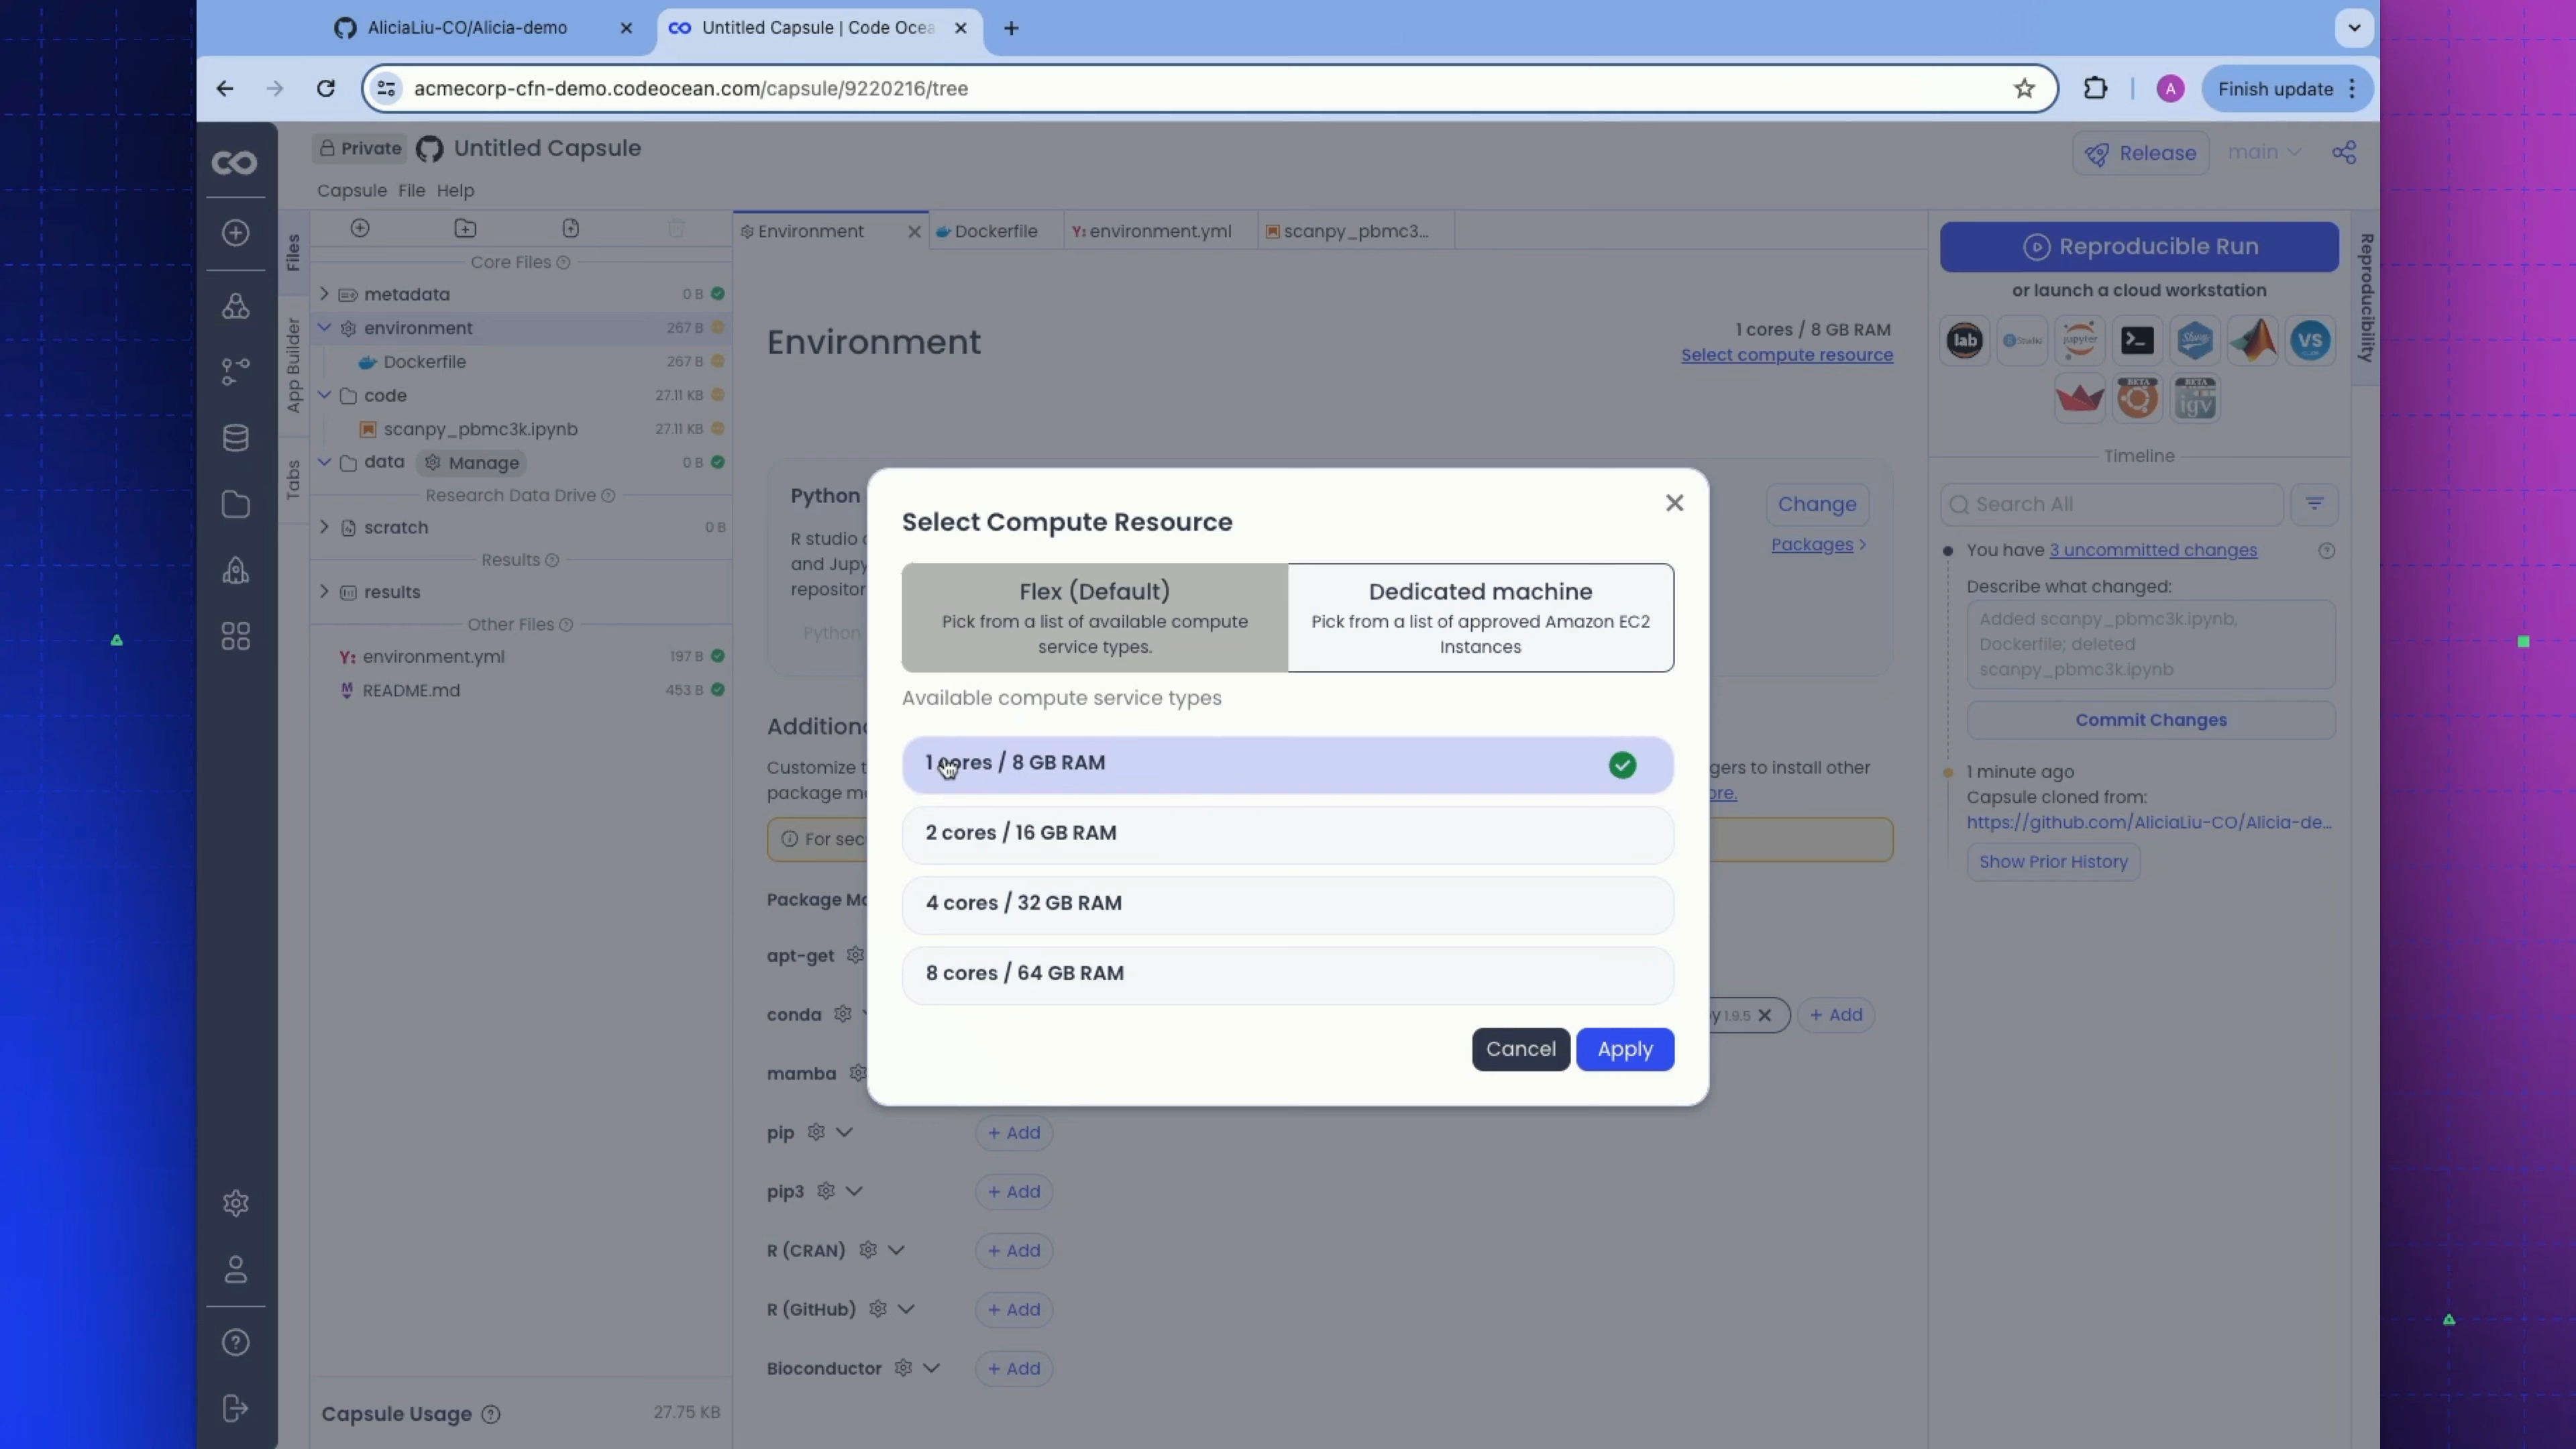 AliciaLiu-CO/Alicia-demo
Untitled Capsule | Code Ocea
acmecorp-cfn-demo.codeocean.com/capsule/9220216/tree
A
Finish update
Private
Untitled Capsule
Release
main
Capsule File Help
Files
App Builder
Tabs
Core Files
metadata 0 B
environment 267 B
Dockerfile 267 B
code 27.11 KB
scanpy_pbmc3k.ipynb 27.11 KB
data Manage 0 B
Research Data Drive
scratch 0 B
Results
results
Other Files
environment.yml 197 B
README.md 453 B
Capsule Usage 27.75 KB
Environment
Dockerfile
environment.yml
scanpy_pbmc3...
Environment
1 cores / 8 GB RAM
Select compute resource
Python
R studio
and Jupy
repositor
Python
Change
Packages >
Addition
Customize t
gers to install other
package m
ore.
For sec
Package Ma
apt-get
conda
y 1.9.5
+ Add
mamba
pip + Add
pip3 + Add
R (CRAN) + Add
R (GitHub) + Add
Bioconductor + Add
Select Compute Resource
Flex (Default)
Pick from a list of available compute
service types.
Dedicated machine
Pick from a list of approved Amazon EC2
Instances
Available compute service types
1 cores / 8 GB RAM
2 cores / 16 GB RAM
4 cores / 32 GB RAM
8 cores / 64 GB RAM
Cancel
Apply
Reproducibility
Reproducible Run
or launch a cloud workstation
lab
jupyter
VS
BETA
BETA
igv
Timeline
Search All
You have 3 uncommitted changes
Describe what changed:
Added scanpy_pbmc3k.ipynb,
Dockerfile; deleted
scanpy_pbmc3k.ipynb
Commit Changes
1 minute ago
Capsule cloned from:
https://github.com/AliciaLiu-CO/Alicia-de...
Show Prior History